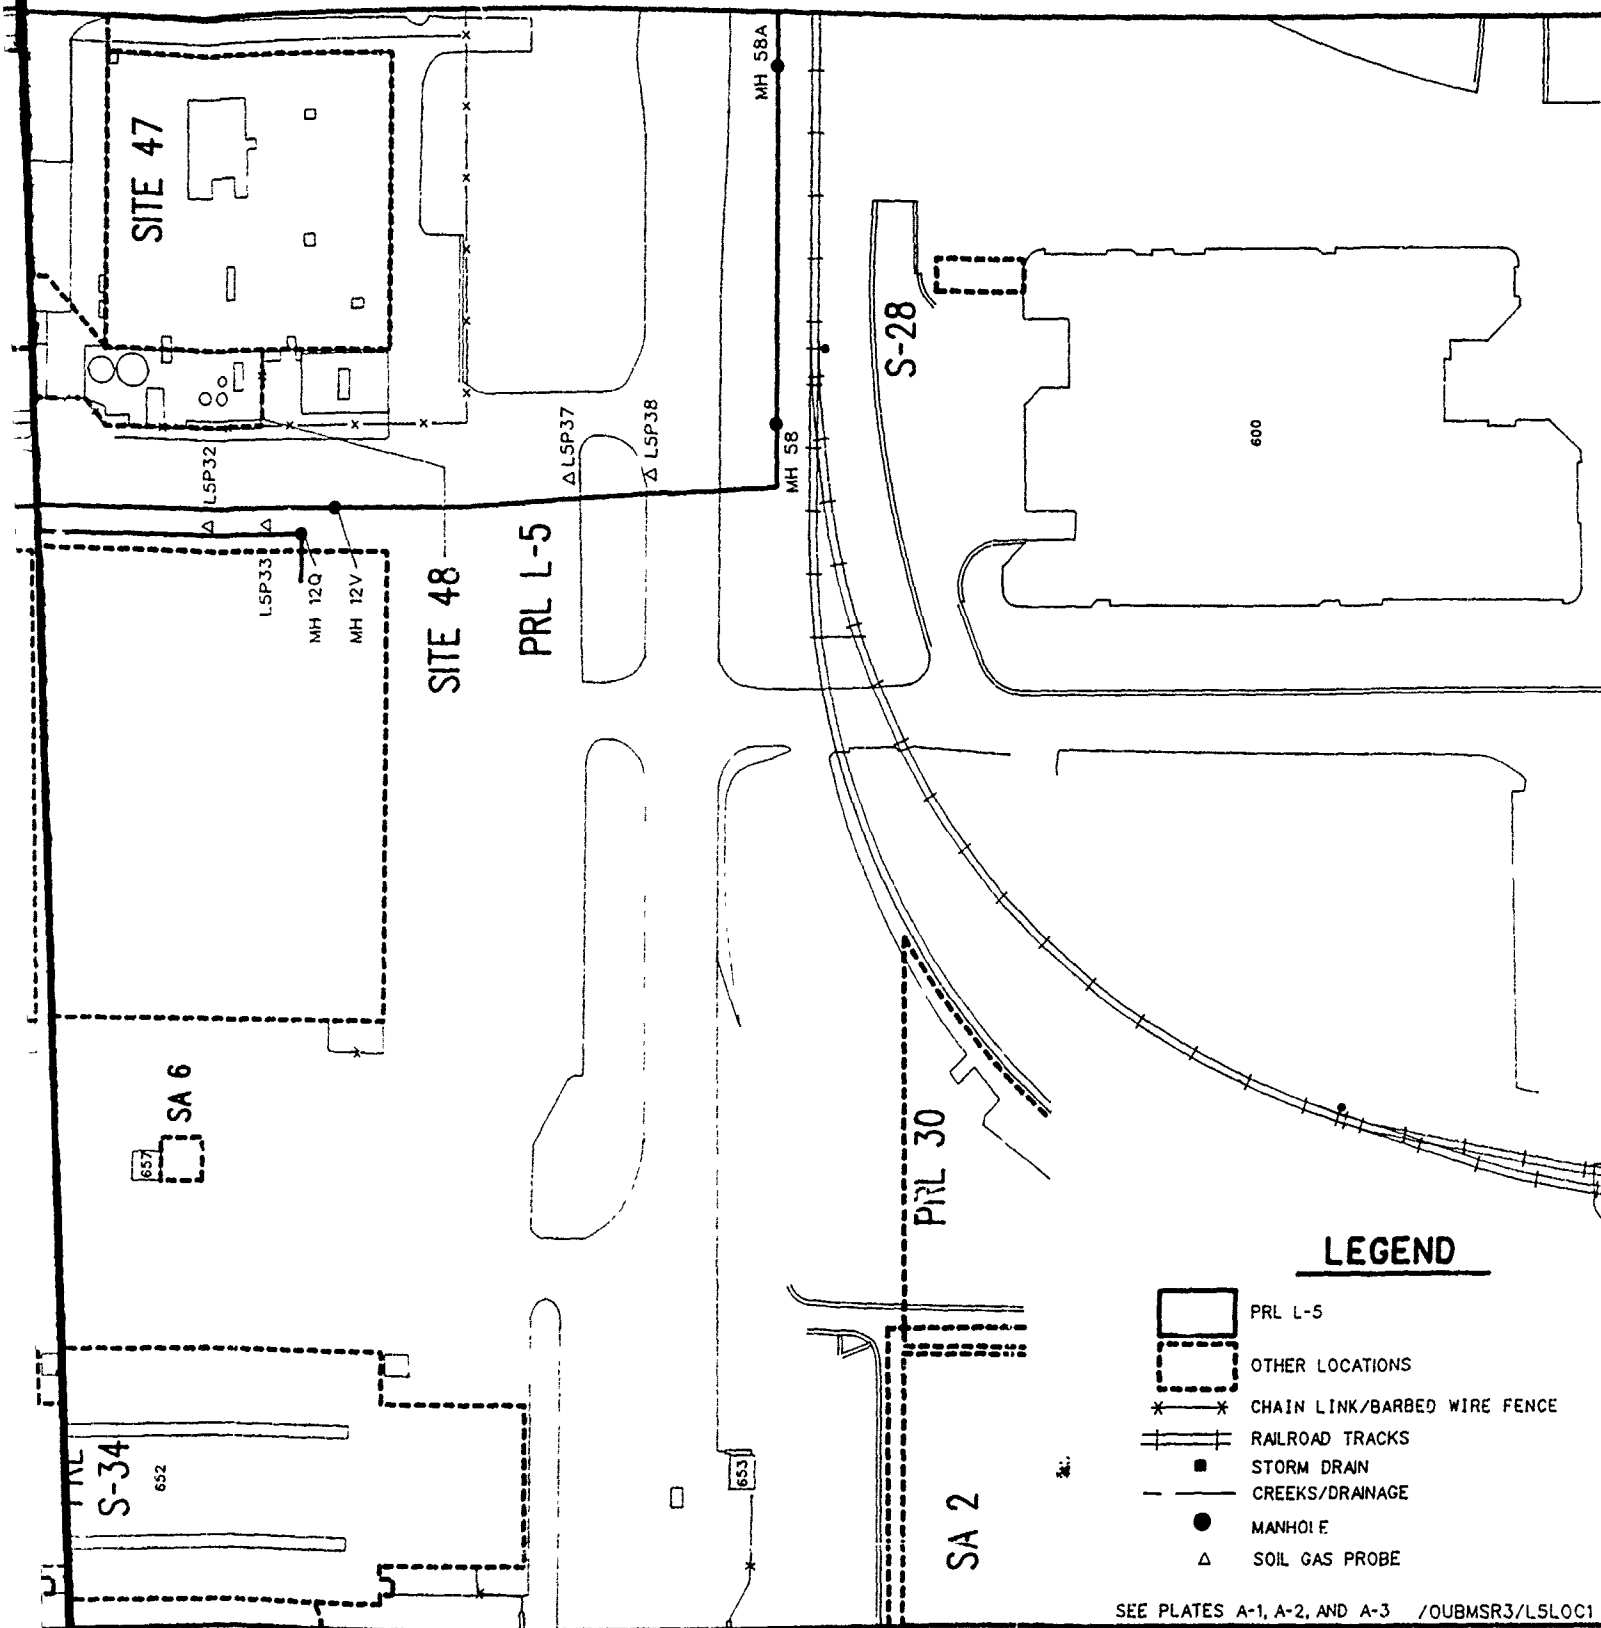 MH 58A
SITE 47
S-28
600
L5P37
L5P38
MH 58
L5P32
L5P33
MH 12Q
MH 12V
SITE 48
PRL L-5
SA 6
657
PRL 30
S-34
652
653
SA 2
LEGEND
PRL L-5
OTHER LOCATIONS
CHAIN LINK/BARBED WIRE FENCE
RAILROAD TRACKS
STORM DRAIN
CREEKS/DRAINAGE
MANHOLE
SOIL GAS PROBE
SEE PLATES A-1, A-2, AND A-3 /OUBMSR3/L5LOC1